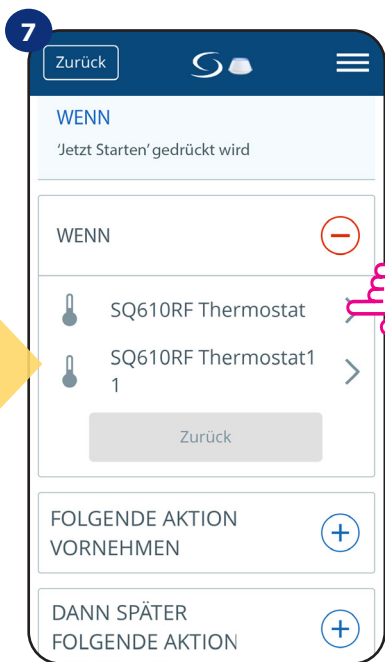 7
Zurück
WENN
'Jetzt Starten' gedrückt wird
WENN
SQ610RF Thermostat
SQ610RF Thermostat1
1
Zurück
FOLGENDE AKTION
VORNEHMEN
DANN SPÄTER
FOLGENDE AKTION